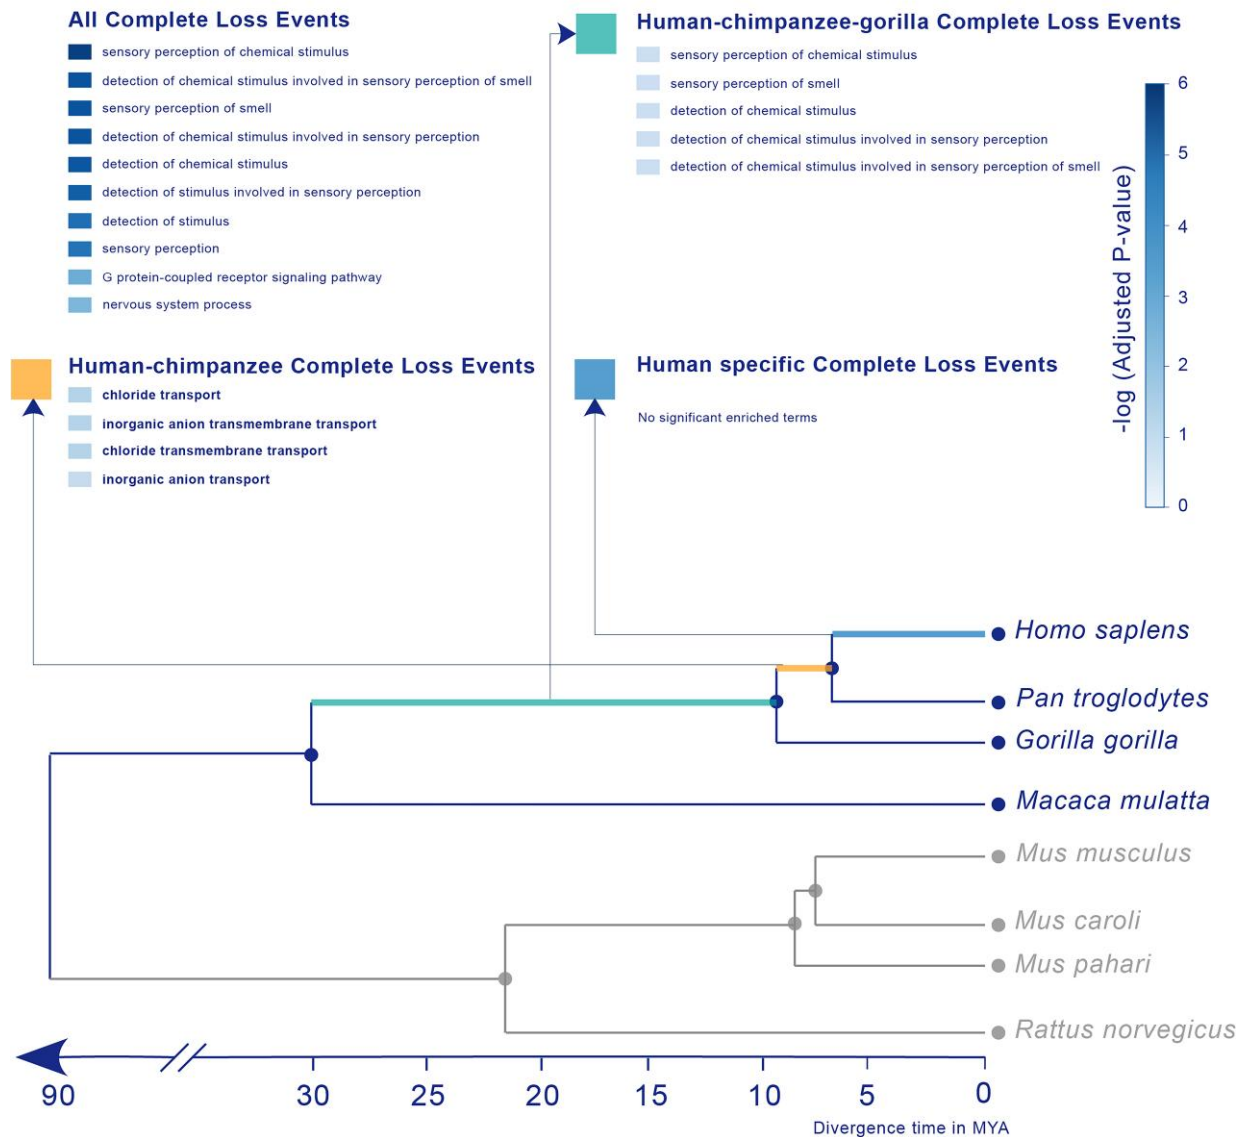 All Complete Loss Events
sensory perception of chemical stimulus
detection of chemical stimulus involved in sensory perception of smell
sensory perception of smell
detection of chemical stimulus involved in sensory perception
detection of chemical stimulus
detection of stimulus involved in sensory perception
detection of stimulus
sensory perception
G protein-coupled receptor signaling pathway
nervous system process
Human-chimpanzee-gorilla Complete Loss Events
sensory perception of chemical stimulus
sensory perception of smell
detection of chemical stimulus
detection of chemical stimulus involved in sensory perception
detection of chemical stimulus involved in sensory perception of smell
-log (Adjusted P-value)
6
5
4
3
2
1
0
Human-chimpanzee Complete Loss Events
chloride transport
inorganic anion transmembrane transport
chloride transmembrane transport
inorganic anion transport
Human specific Complete Loss Events
No significant enriched terms
Homo saplens
Pan troglodytes
Gorilla gorilla
Macaca mulatta
Mus musculus
Mus caroli
Mus pahari
Rattus norvegicus
90 30 25 20 15 10 5 0
Divergence time in MYA